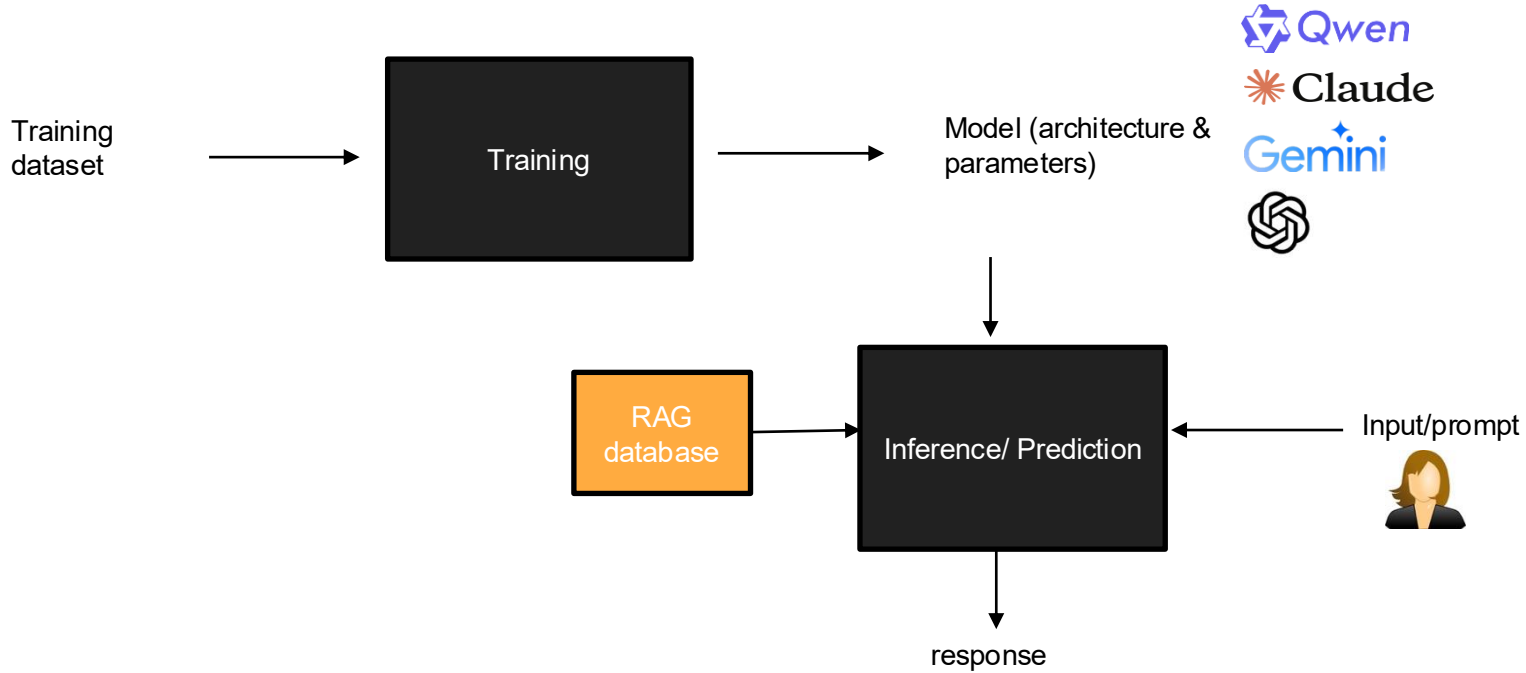 Qwen
Claude
Training
dataset
Training
Model (architecture &
parameters)
Gemini
RAG
database
Inference/ Prediction
Input/prompt
response